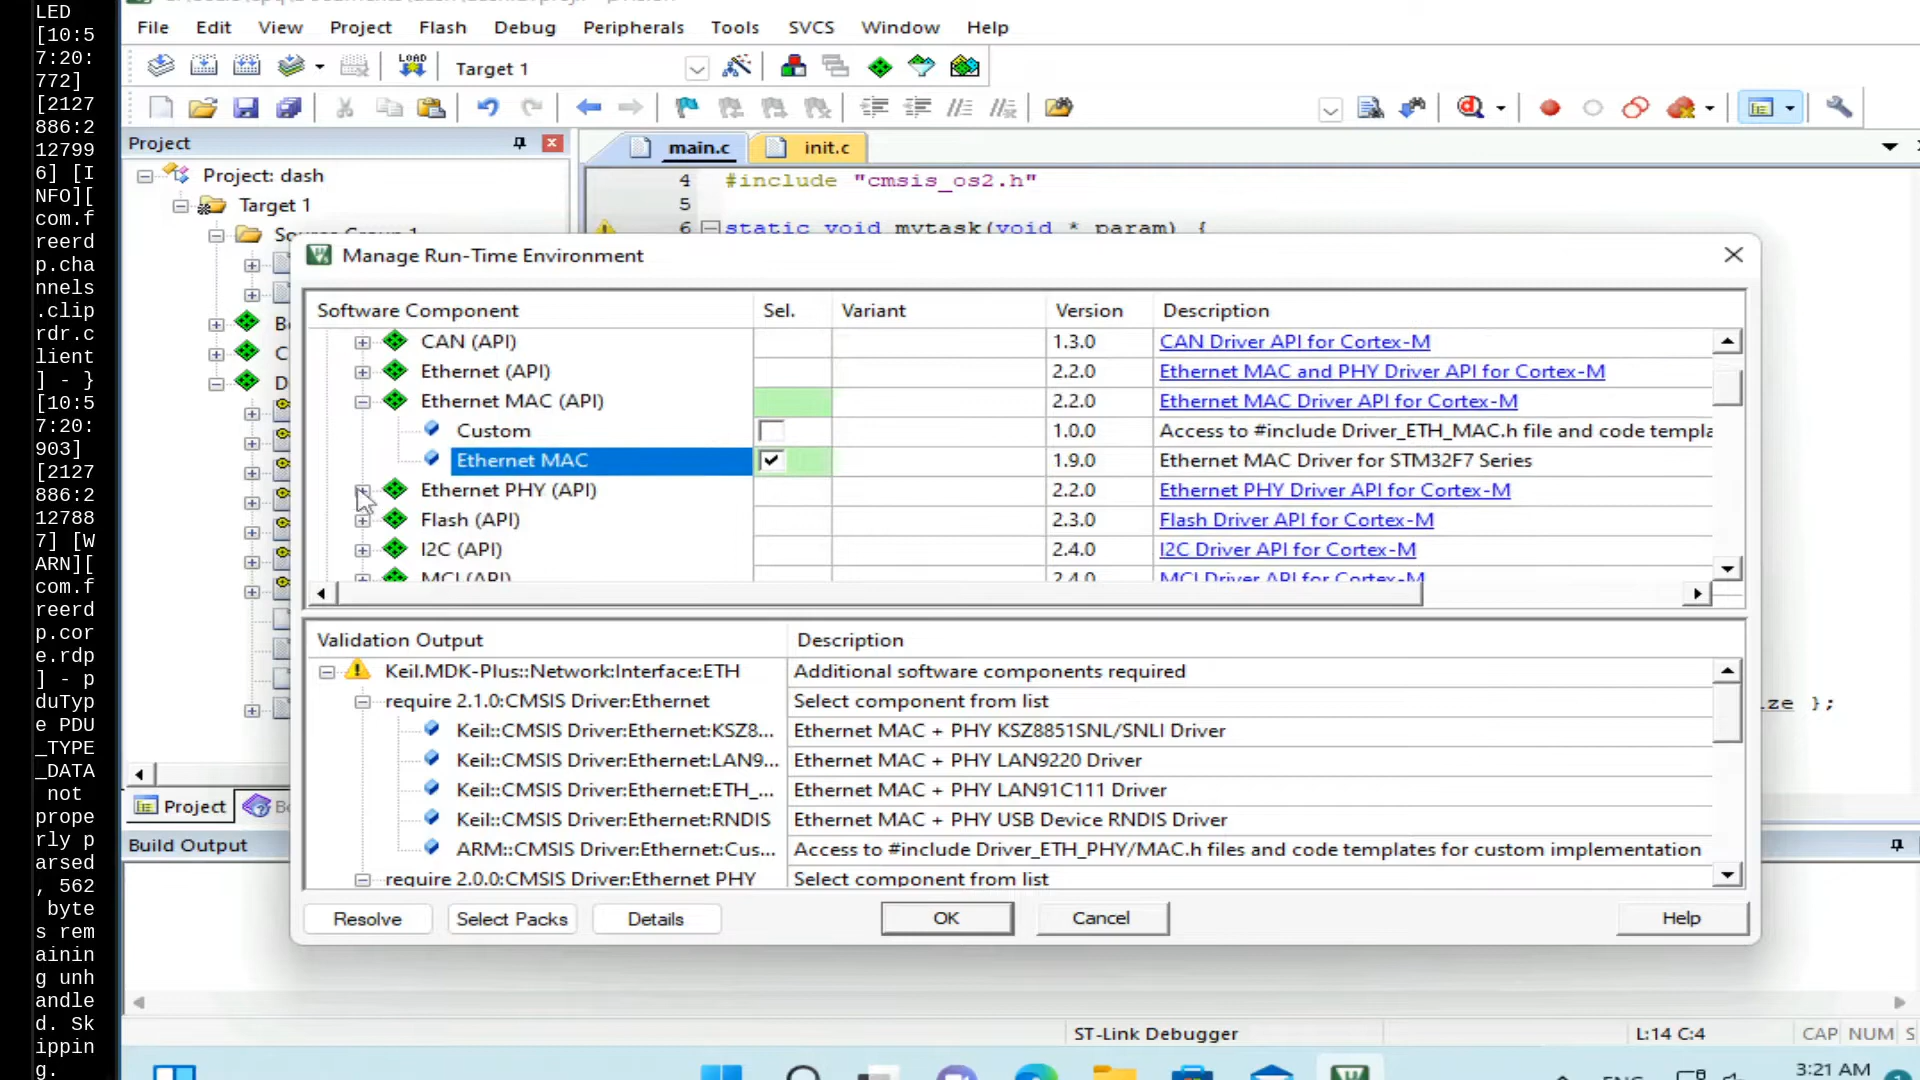 LED
[10:5
7:20:
772]
[2127
886:2
12799
6] [I
NFO][
com.f
reerd
p.cha
nnels
.clip
rdr.c
lient
] - }
[10:5
7:20:
903]
[2127
886:2
12788
7] [W
ARN][
com.f
reerd
p.cor
e.rdp
] - p
duTyp
e PDU
_TYPE
_DATA
not
prope
rly p
arsed
, 562
byte
s rem
ainin
g unh
andle
d. Sk
ippin
g.
File Edit View Project Flash Debug Peripherals Tools SVCS Window Help
LOAD Target 1
Project
main.c init.c
Project: dash
Target 1
4 #include "cmsis_os2.h"
5
6 static void mytask(void * param) {
Manage Run-Time Environment
Software Component Sel. Variant Version Description
CAN (API) 1.3.0 CAN Driver API for Cortex-M
Ethernet (API) 2.2.0 Ethernet MAC and PHY Driver API for Cortex-M
Ethernet MAC (API) 2.2.0 Ethernet MAC Driver API for Cortex-M
Custom 1.0.0 Access to #include Driver_ETH_MAC.h file and code templa
Ethernet MAC 1.9.0 Ethernet MAC Driver for STM32F7 Series
Ethernet PHY (API) 2.2.0 Ethernet PHY Driver API for Cortex-M
Flash (API) 2.3.0 Flash Driver API for Cortex-M
I2C (API) 2.4.0 I2C Driver API for Cortex-M
MCI (API) 2.4.0 MCI Driver API for Cortex-M
Validation Output Description
Keil.MDK-Plus::Network:Interface:ETH Additional software components required
require 2.1.0:CMSIS Driver:Ethernet Select component from list
Keil::CMSIS Driver:Ethernet:KSZ8... Ethernet MAC + PHY KSZ8851SNL/SNLI Driver
Keil::CMSIS Driver:Ethernet:LAN9... Ethernet MAC + PHY LAN9220 Driver
Keil::CMSIS Driver:Ethernet:ETH_... Ethernet MAC + PHY LAN91C111 Driver
Keil::CMSIS Driver:Ethernet:RNDIS Ethernet MAC + PHY USB Device RNDIS Driver
ARM::CMSIS Driver:Ethernet:Cus... Access to #include Driver_ETH_PHY/MAC.h files and code templates for custom implementation
require 2.0.0:CMSIS Driver:Ethernet PHY Select component from list
Resolve Select Packs Details OK Cancel Help
ze };
Project
Build Output
ST-Link Debugger L:14 C:4 CAP NUM S
3:21 AM